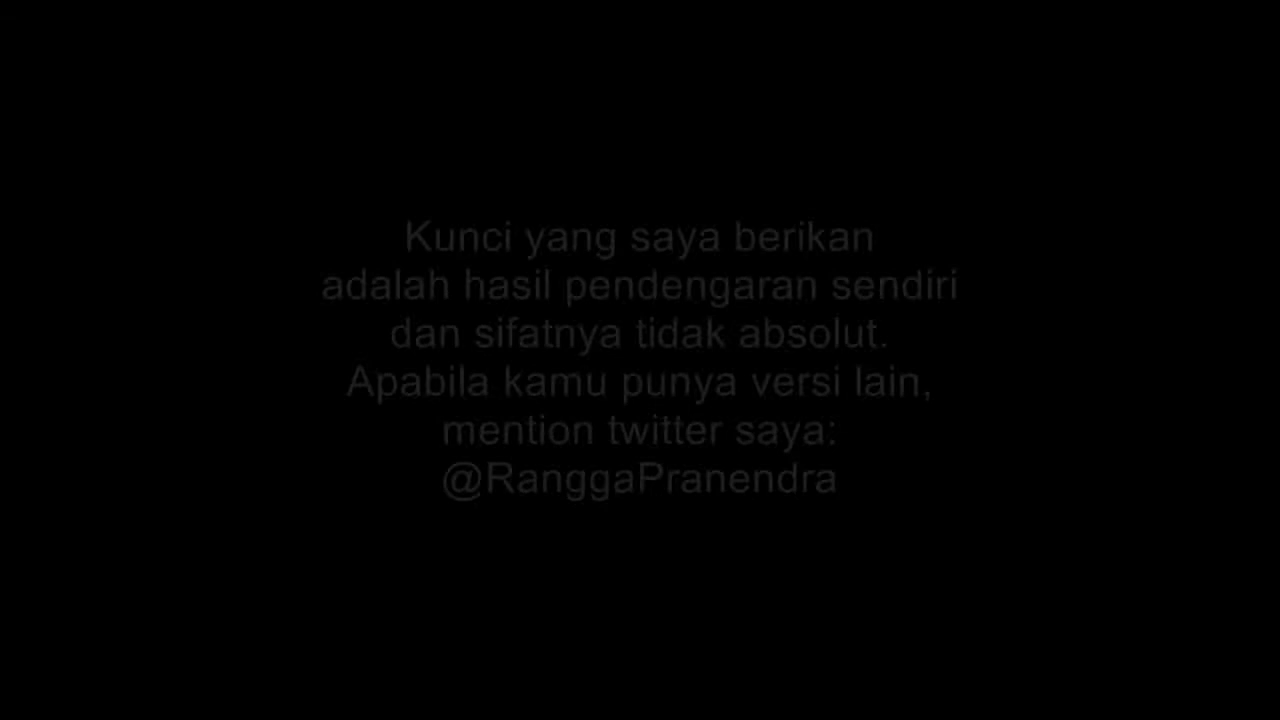 Kunci yang saya berikan
adalah hasil pendengaran sendiri
dan sifatnya tidak absolut.
Apabila kamu punya versi lain,
mention twitter saya:
@RanggaPranendra